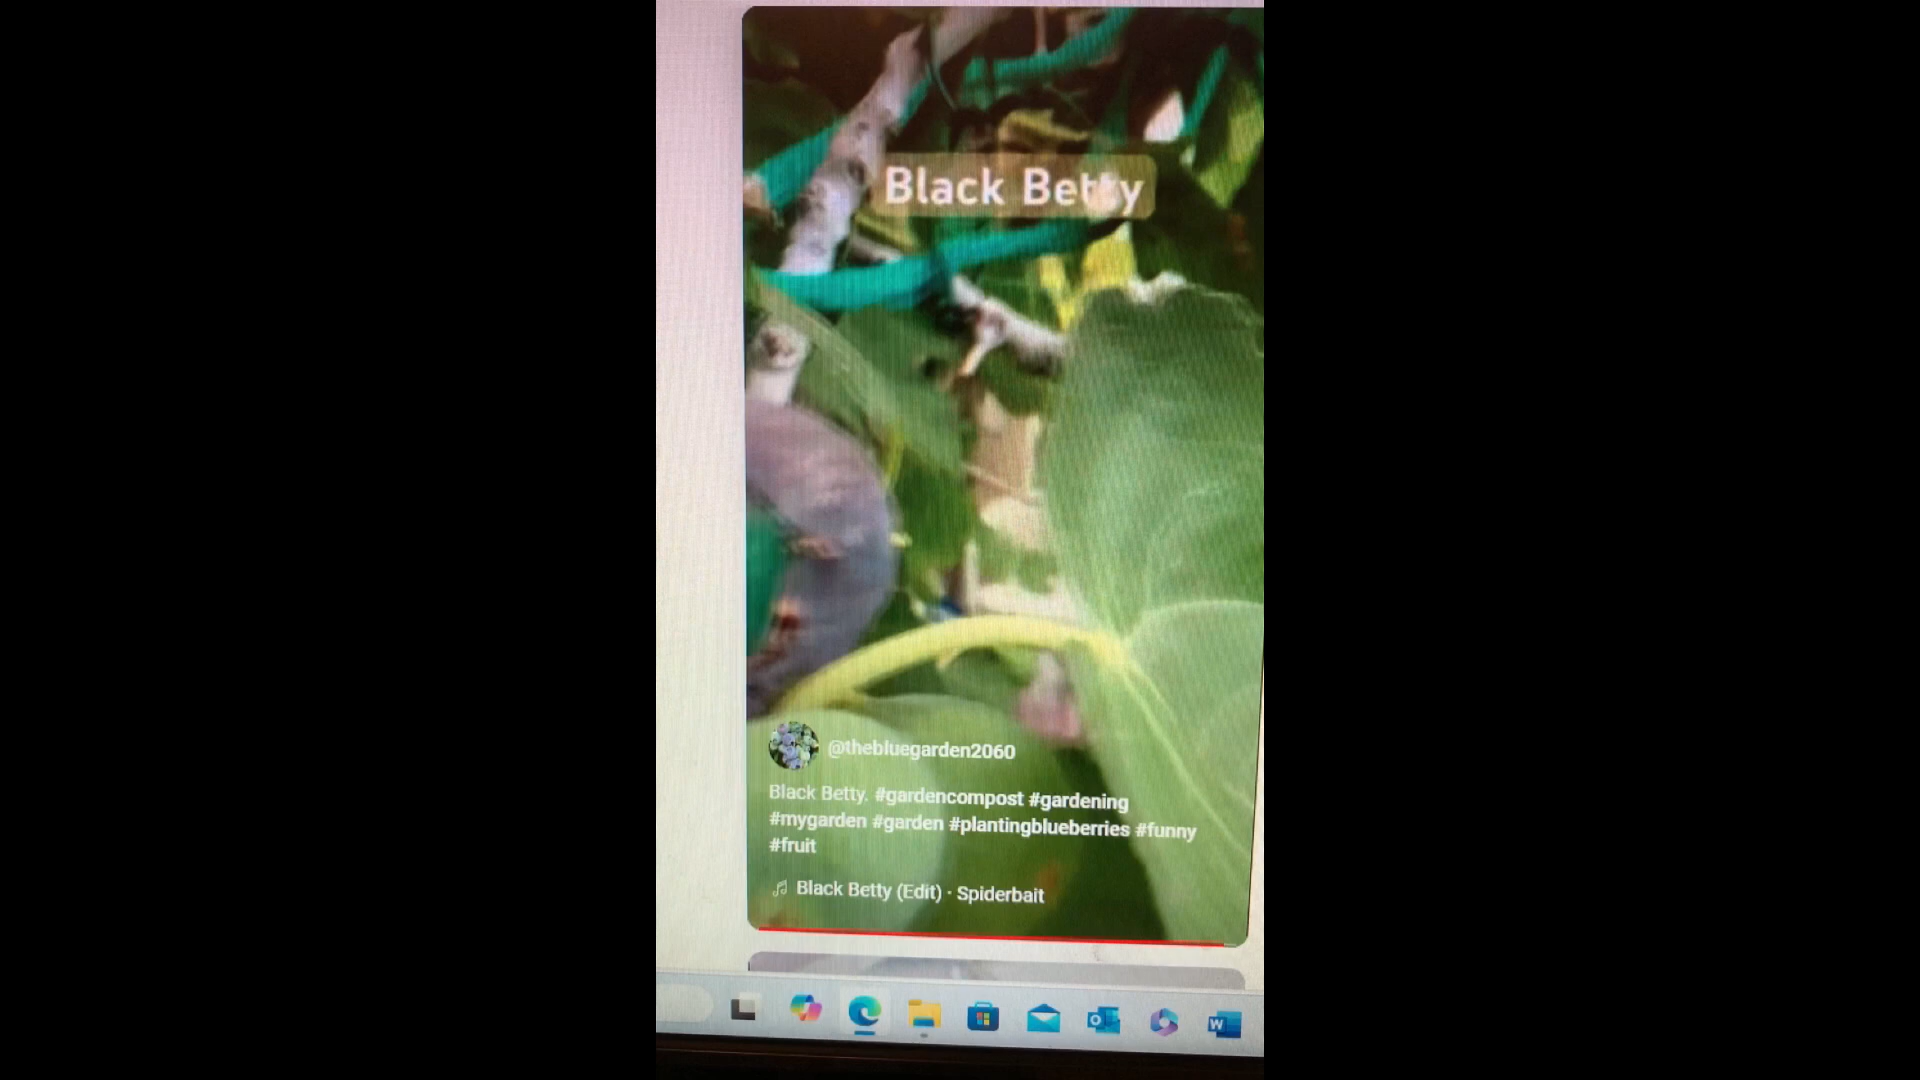 Black Betty
@thebluegarden2060
Black Betty. #gardencompost #gardening
#mygarden #garden #plantingblueberries #funny
#fruit
Black Betty (Edit) · Spiderbait